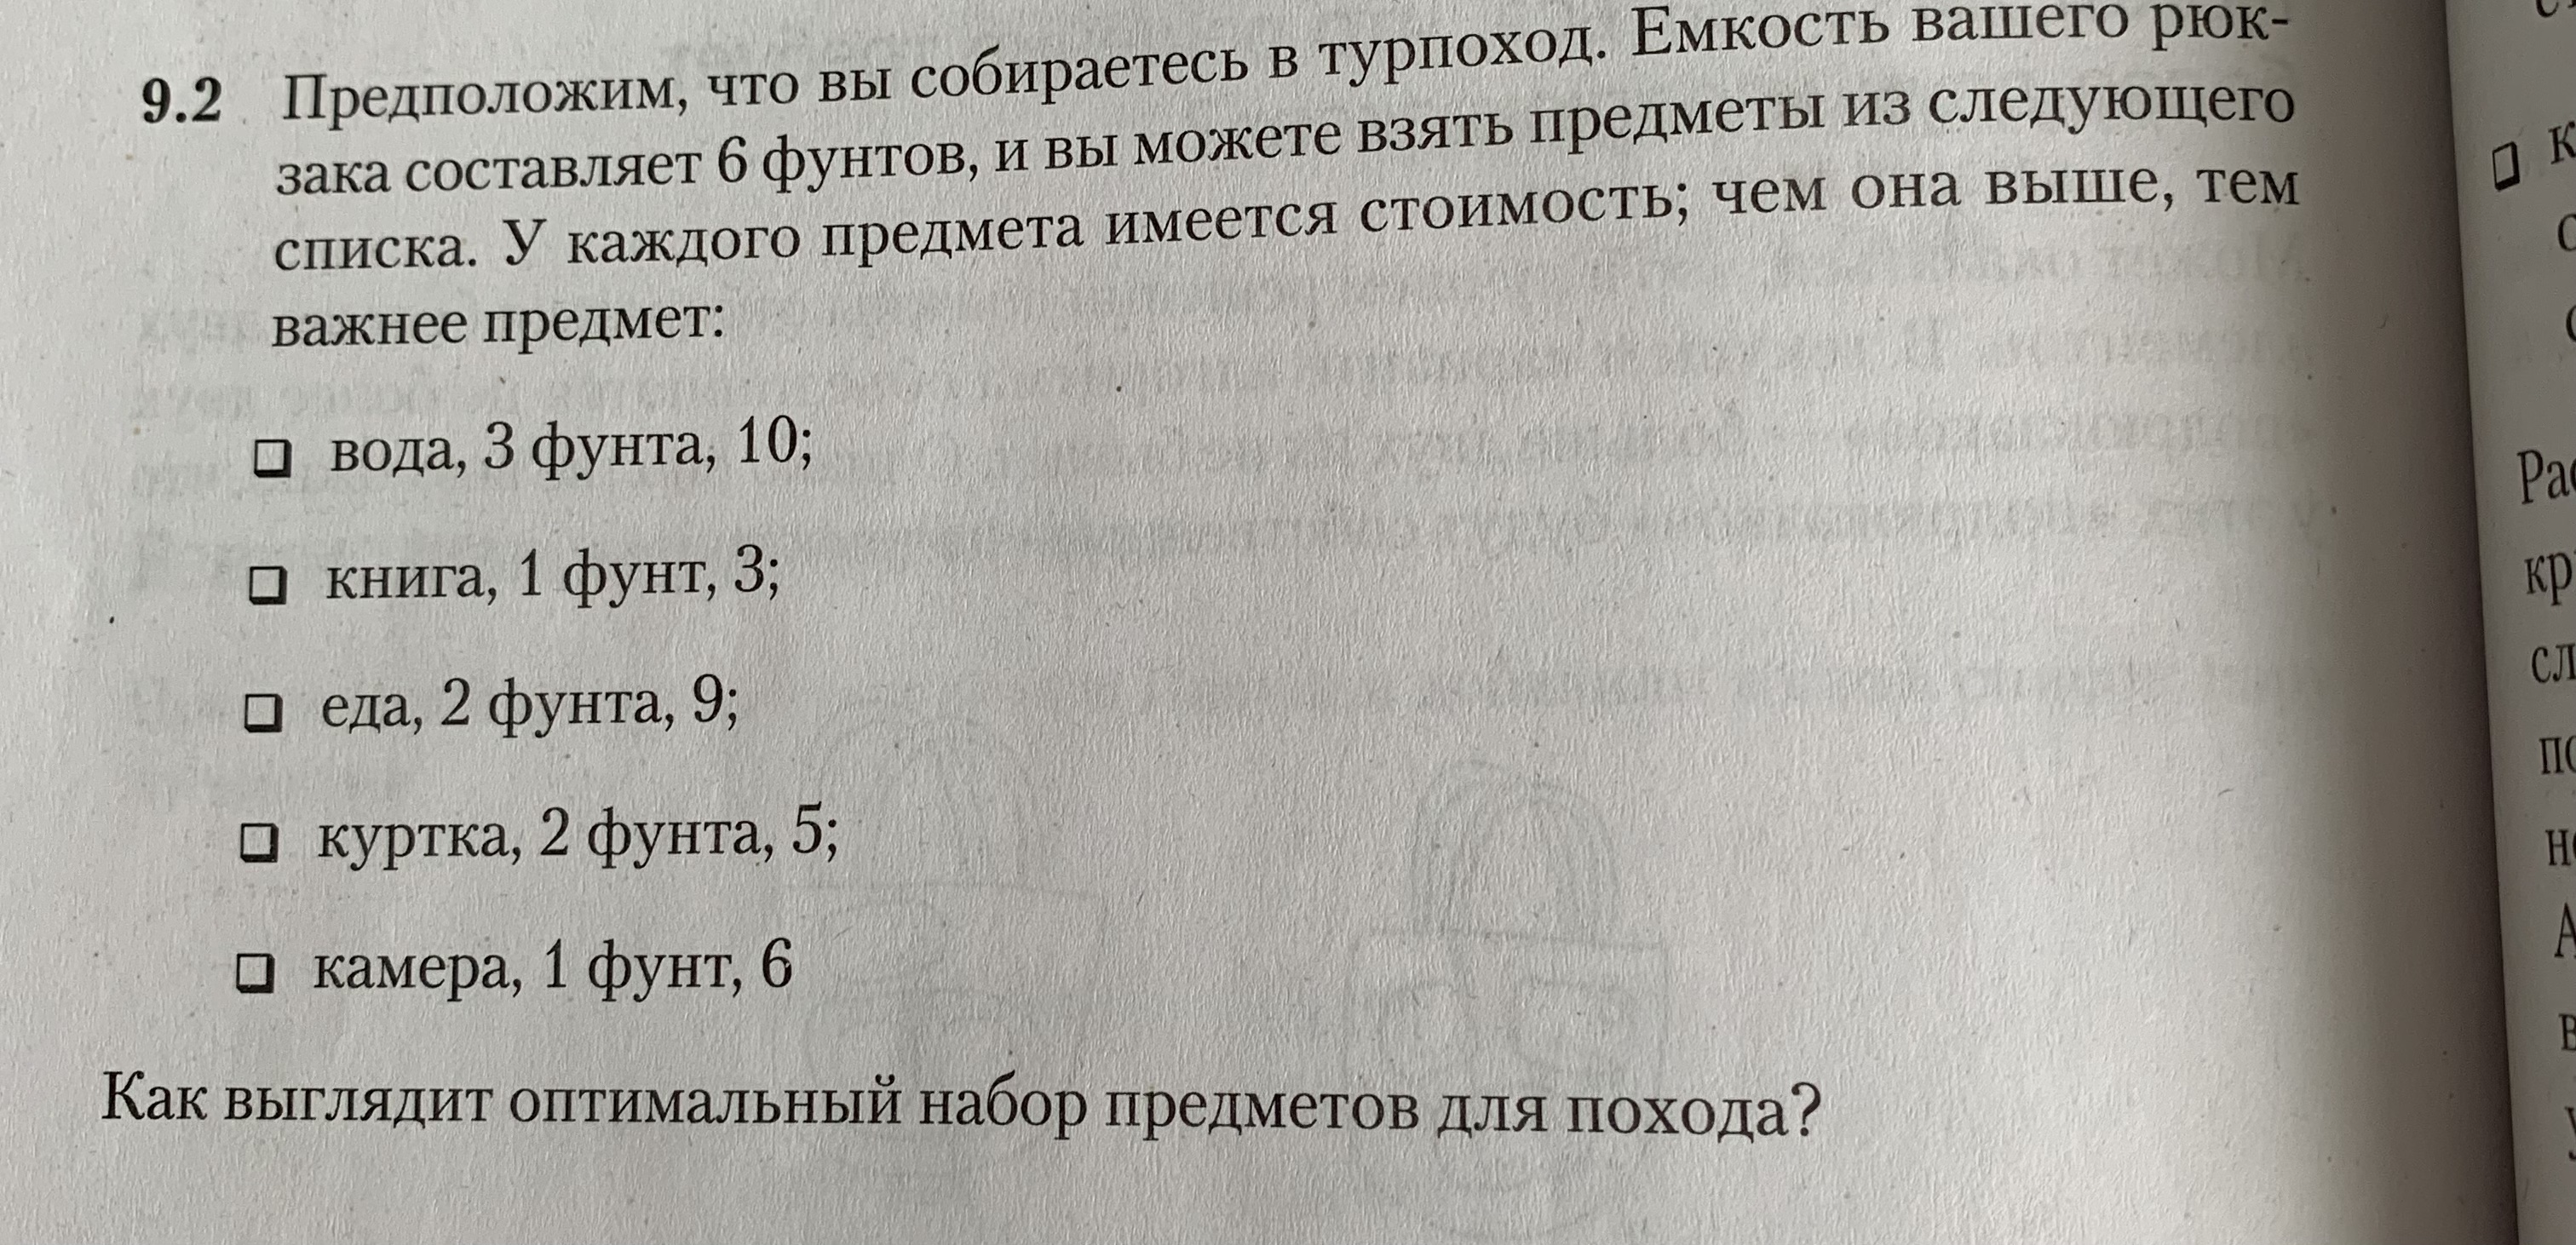 9.2 Предположим, что вы собираетесь в турпоход. Емкость вашего рюк-
зака составляет 6 фунтов, и вы можете взять предметы из следующего
списка. У каждого предмета имеется стоимость; чем она выше, тем
важнее предмет:
❑ вода, 3 фунта, 10;
❑ книга, 1 фунт, 3;
❑ еда, 2 фунта, 9;
❑ куртка, 2 фунта, 5;
❑ камера, 1 фунт, 6
Как выглядит оптимальный набор предметов для похода?